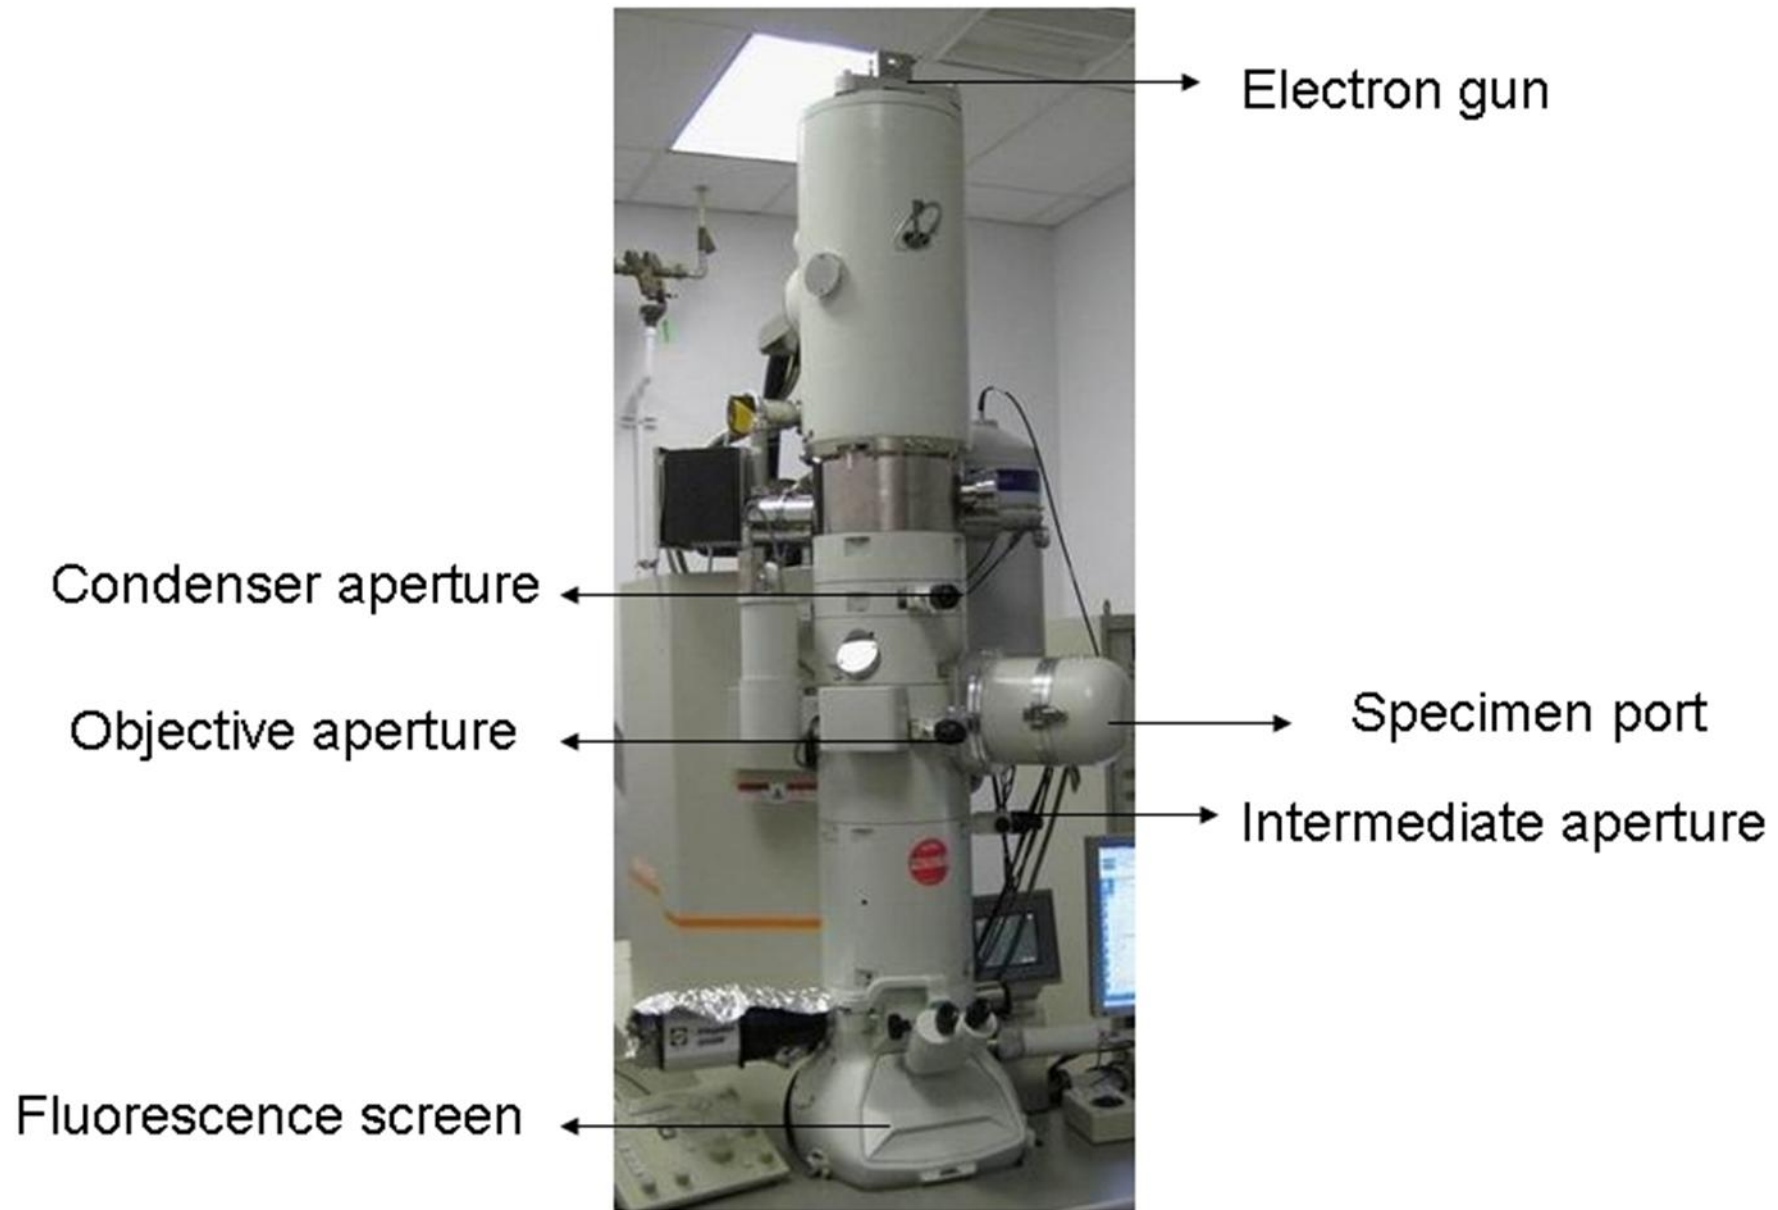 Electron gun
Condenser aperture
Objective aperture
Specimen port
Intermediate aperture
Fluorescence screen